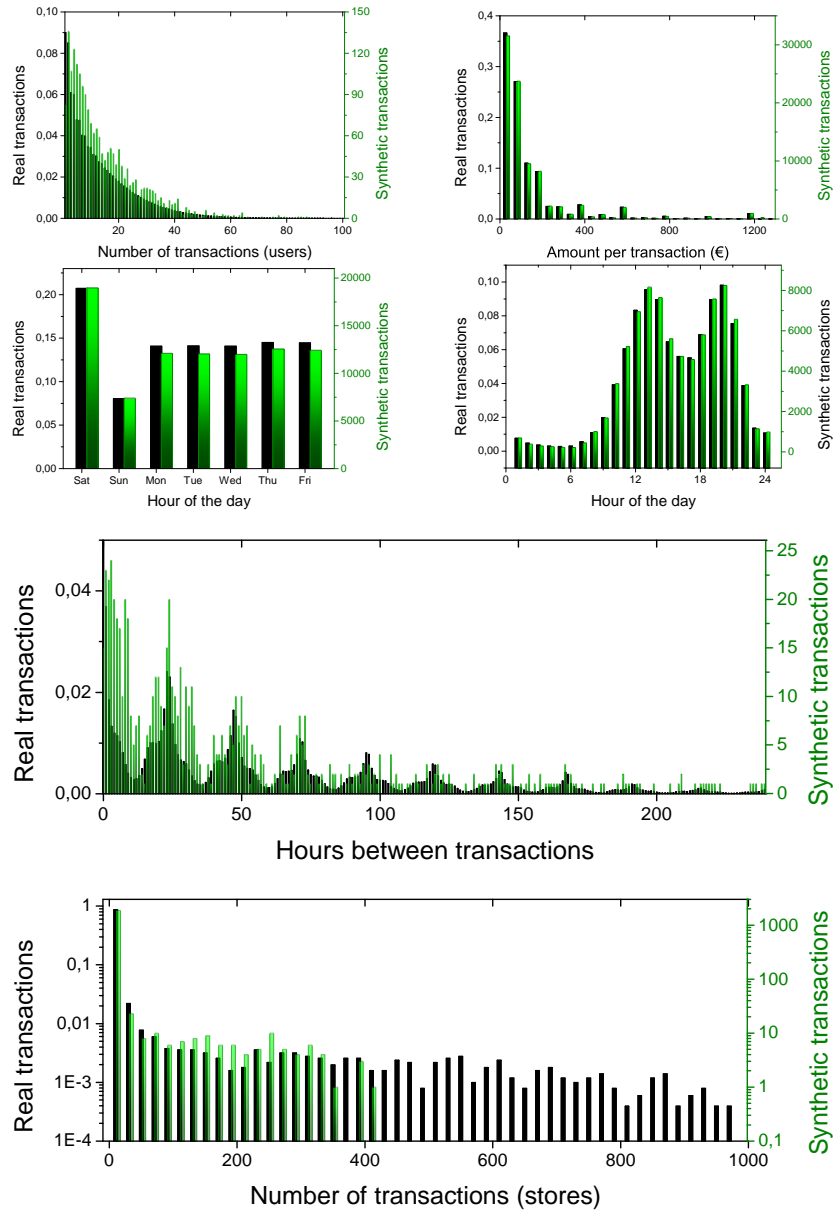 0,10
0,08
0,06
0,04
0,02
0,00
Real transactions
150
120
90
60
30
0
Synthetic transactions
20 40 60 80 100
Number of transactions (users)
0,4
0,3
0,2
0,1
0,0
Real transactions
30000
20000
10000
0
Synthetic transactions
0 400 800 1200
Amount per transaction (€)
0,20
0,15
0,10
0,05
0,00
Real transactions
20000
15000
10000
5000
0
Synthetic transactions
Sat Sun Mon Tue Wed Thu Fri
Hour of the day
0,10
0,08
0,06
0,04
0,02
0,00
Real transactions
8000
6000
4000
2000
0
Synthetic transactions
0 6 12 18 24
Hour of the day
0,04
0,02
0,00
Real transactions
25
20
15
10
5
0
Synthetic transactions
0 50 100 150 200
Hours between transactions
1
0,1
0,01
1E-3
1E-4
Real transactions
1000
100
10
1
0,1
Synthetic transactions
0 200 400 600 800 1000
Number of transactions (stores)